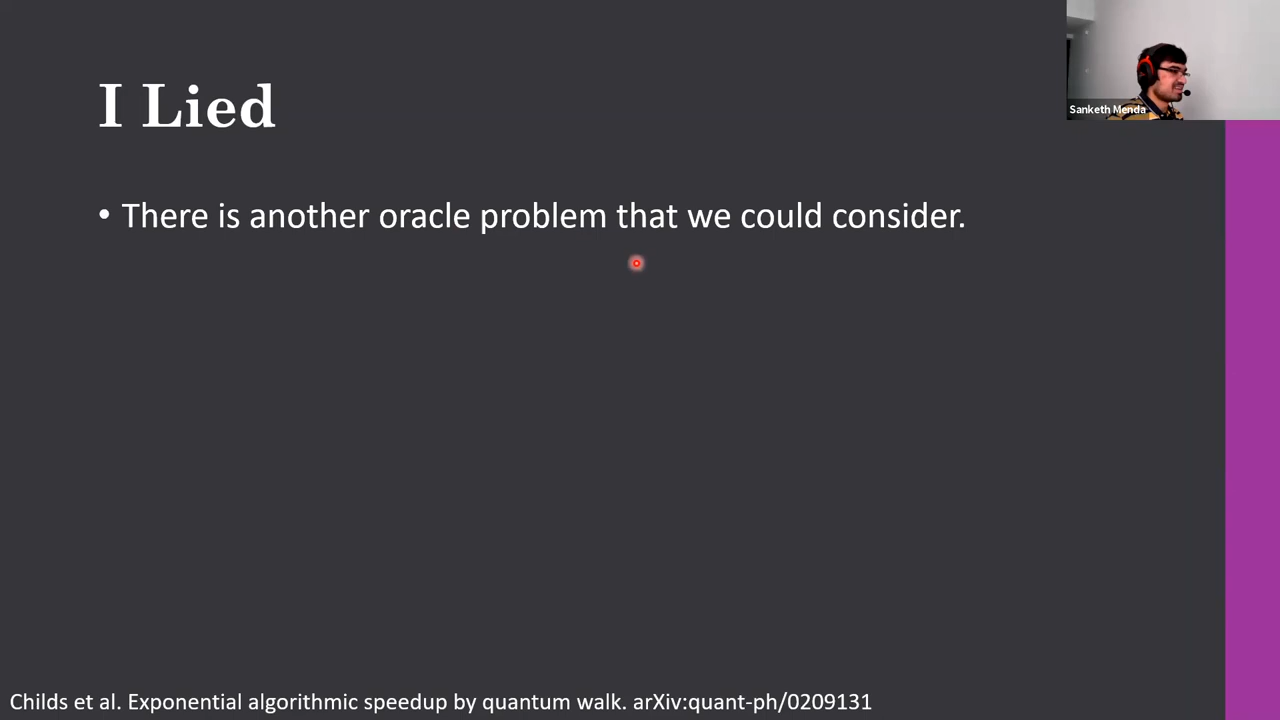 I Lied
Sanketh Menda
• There is another oracle problem that we could consider.
Childs et al. Exponential algorithmic speedup by quantum walk. arXiv:quant-ph/0209131